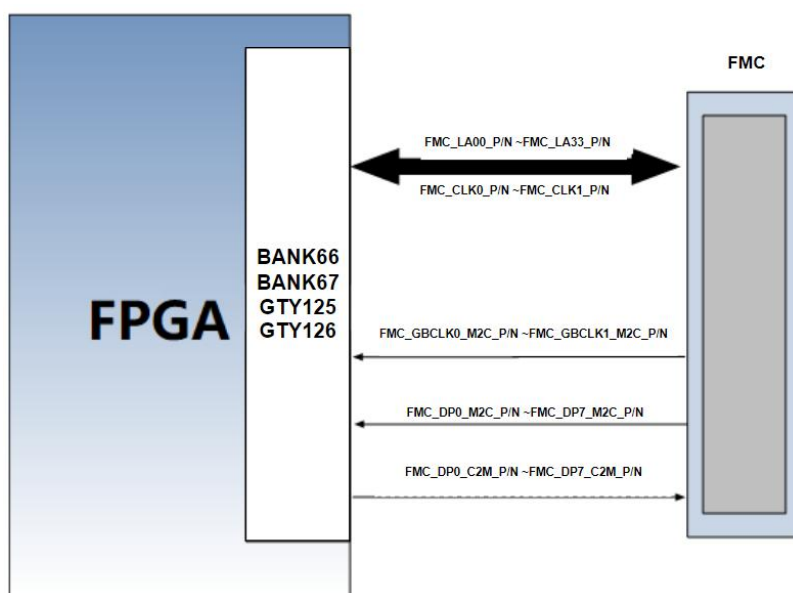 FMC
FMC_LA00_P/N ~FMC_LA33_P/N
FMC_CLK0_P/N ~FMC_CLK1_P/N
BANK66
BANK67
GTY125
GTY126
FPGA
FMC_GBCLK0_M2C_P/N ~FMC_GBCLK1_M2C_P/N
FMC_DP0_M2C_P/N ~FMC_DP7_M2C_P/N
FMC_DP0_C2M_P/N ~FMC_DP7_C2M_P/N